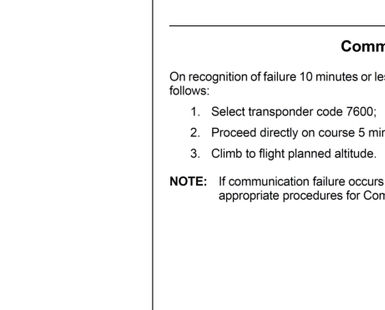 Comm
On recognition of failure 10 minutes or les
follows:
1. Select transponder code 7600;
2. Proceed directly on course 5 min
3. Climb to flight planned altitude.
NOTE: If communication failure occurs
appropriate procedures for Com